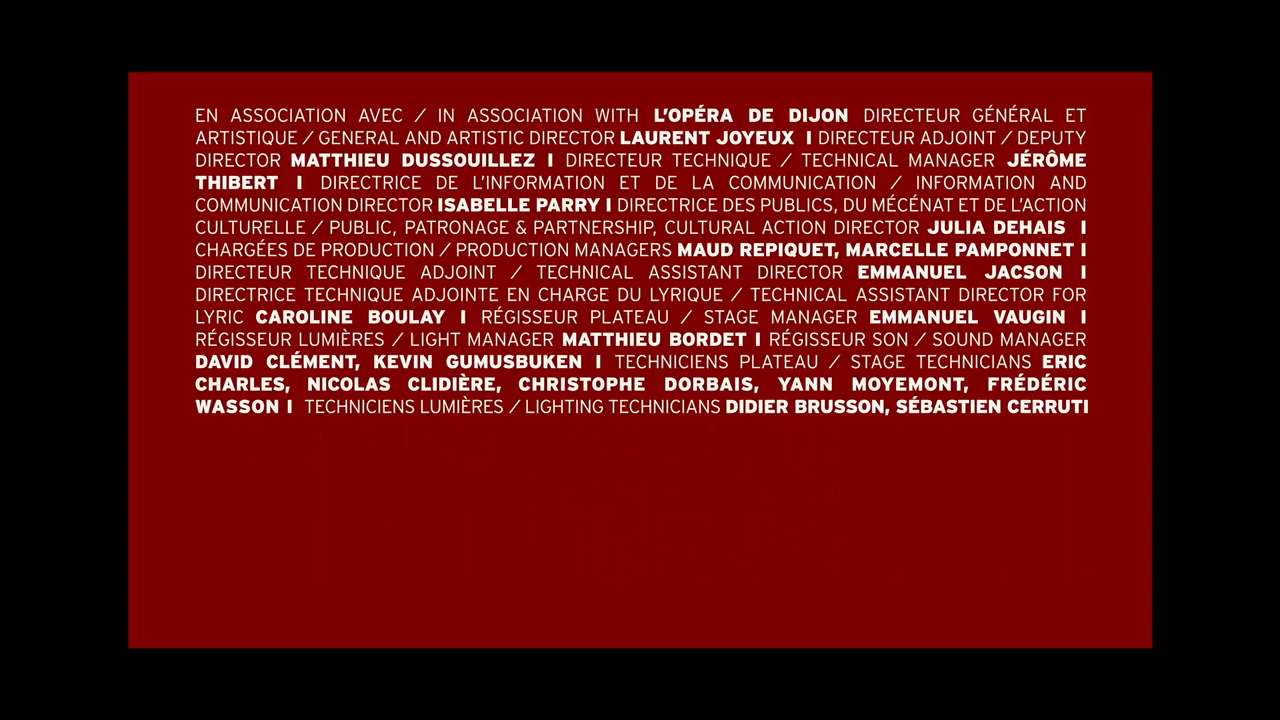 EN ASSOCIATION AVEC / IN ASSOCIATION WITH L'OPÉRA DE DIJON DIRECTEUR GÉNÉRAL ET
ARTISTIQUE / GENERAL AND ARTISTIC DIRECTOR LAURENT JOYEUX I DIRECTEUR ADJOINT / DEPUTY
DIRECTOR MATTHIEU DUSSOUILLEZ I DIRECTEUR TECHNIQUE / TECHNICAL MANAGER JÉRÔME
THIBERT I DIRECTRICE DE L'INFORMATION ET DE LA COMMUNICATION / INFORMATION AND
COMMUNICATION DIRECTOR ISABELLE PARRY I DIRECTRICE DES PUBLICS, DU MÉCÉNAT ET DE L'ACTION
CULTURELLE / PUBLIC, PATRONAGE & PARTNERSHIP, CULTURAL ACTION DIRECTOR JULIA DEHAIS I
CHARGÉES DE PRODUCTION / PRODUCTION MANAGERS MAUD REPIQUET, MARCELLE PAMPONNET I
DIRECTEUR TECHNIQUE ADJOINT / TECHNICAL ASSISTANT DIRECTOR EMMANUEL JACSON I
DIRECTRICE TECHNIQUE ADJOINTE EN CHARGE DU LYRIQUE / TECHNICAL ASSISTANT DIRECTOR FOR
LYRIC CAROLINE BOULAY I RÉGISSEUR PLATEAU / STAGE MANAGER EMMANUEL VAUGIN I
RÉGISSEUR LUMIÈRES / LIGHT MANAGER MATTHIEU BORDET I RÉGISSEUR SON / SOUND MANAGER
DAVID CLÉMENT, KEVIN GUMUSBUKEN I TECHNICIENS PLATEAU / STAGE TECHNICIANS ERIC
CHARLES, NICOLAS CLIDIÈRE, CHRISTOPHE DORBAIS, YANN MOYEMONT, FRÉDÉRIC
WASSON I TECHNICIENS LUMIÈRES / LIGHTING TECHNICIANS DIDIER BRUSSON, SÉBASTIEN CERRUTI